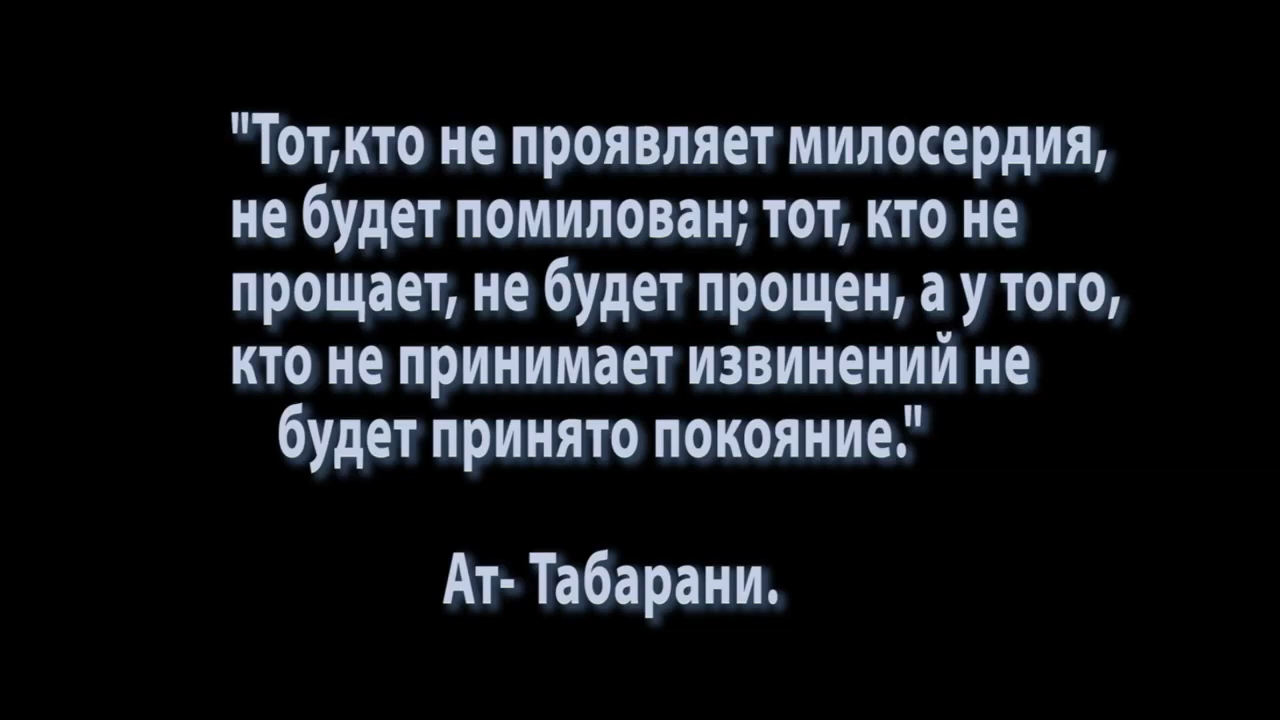 "Тот,кто не проявляет милосердия,
не будет помилован; тот, кто не
прощает, не будет прощен, а у того,
кто не принимает извинений не
будет принято покояние."
Ат- Табарани.